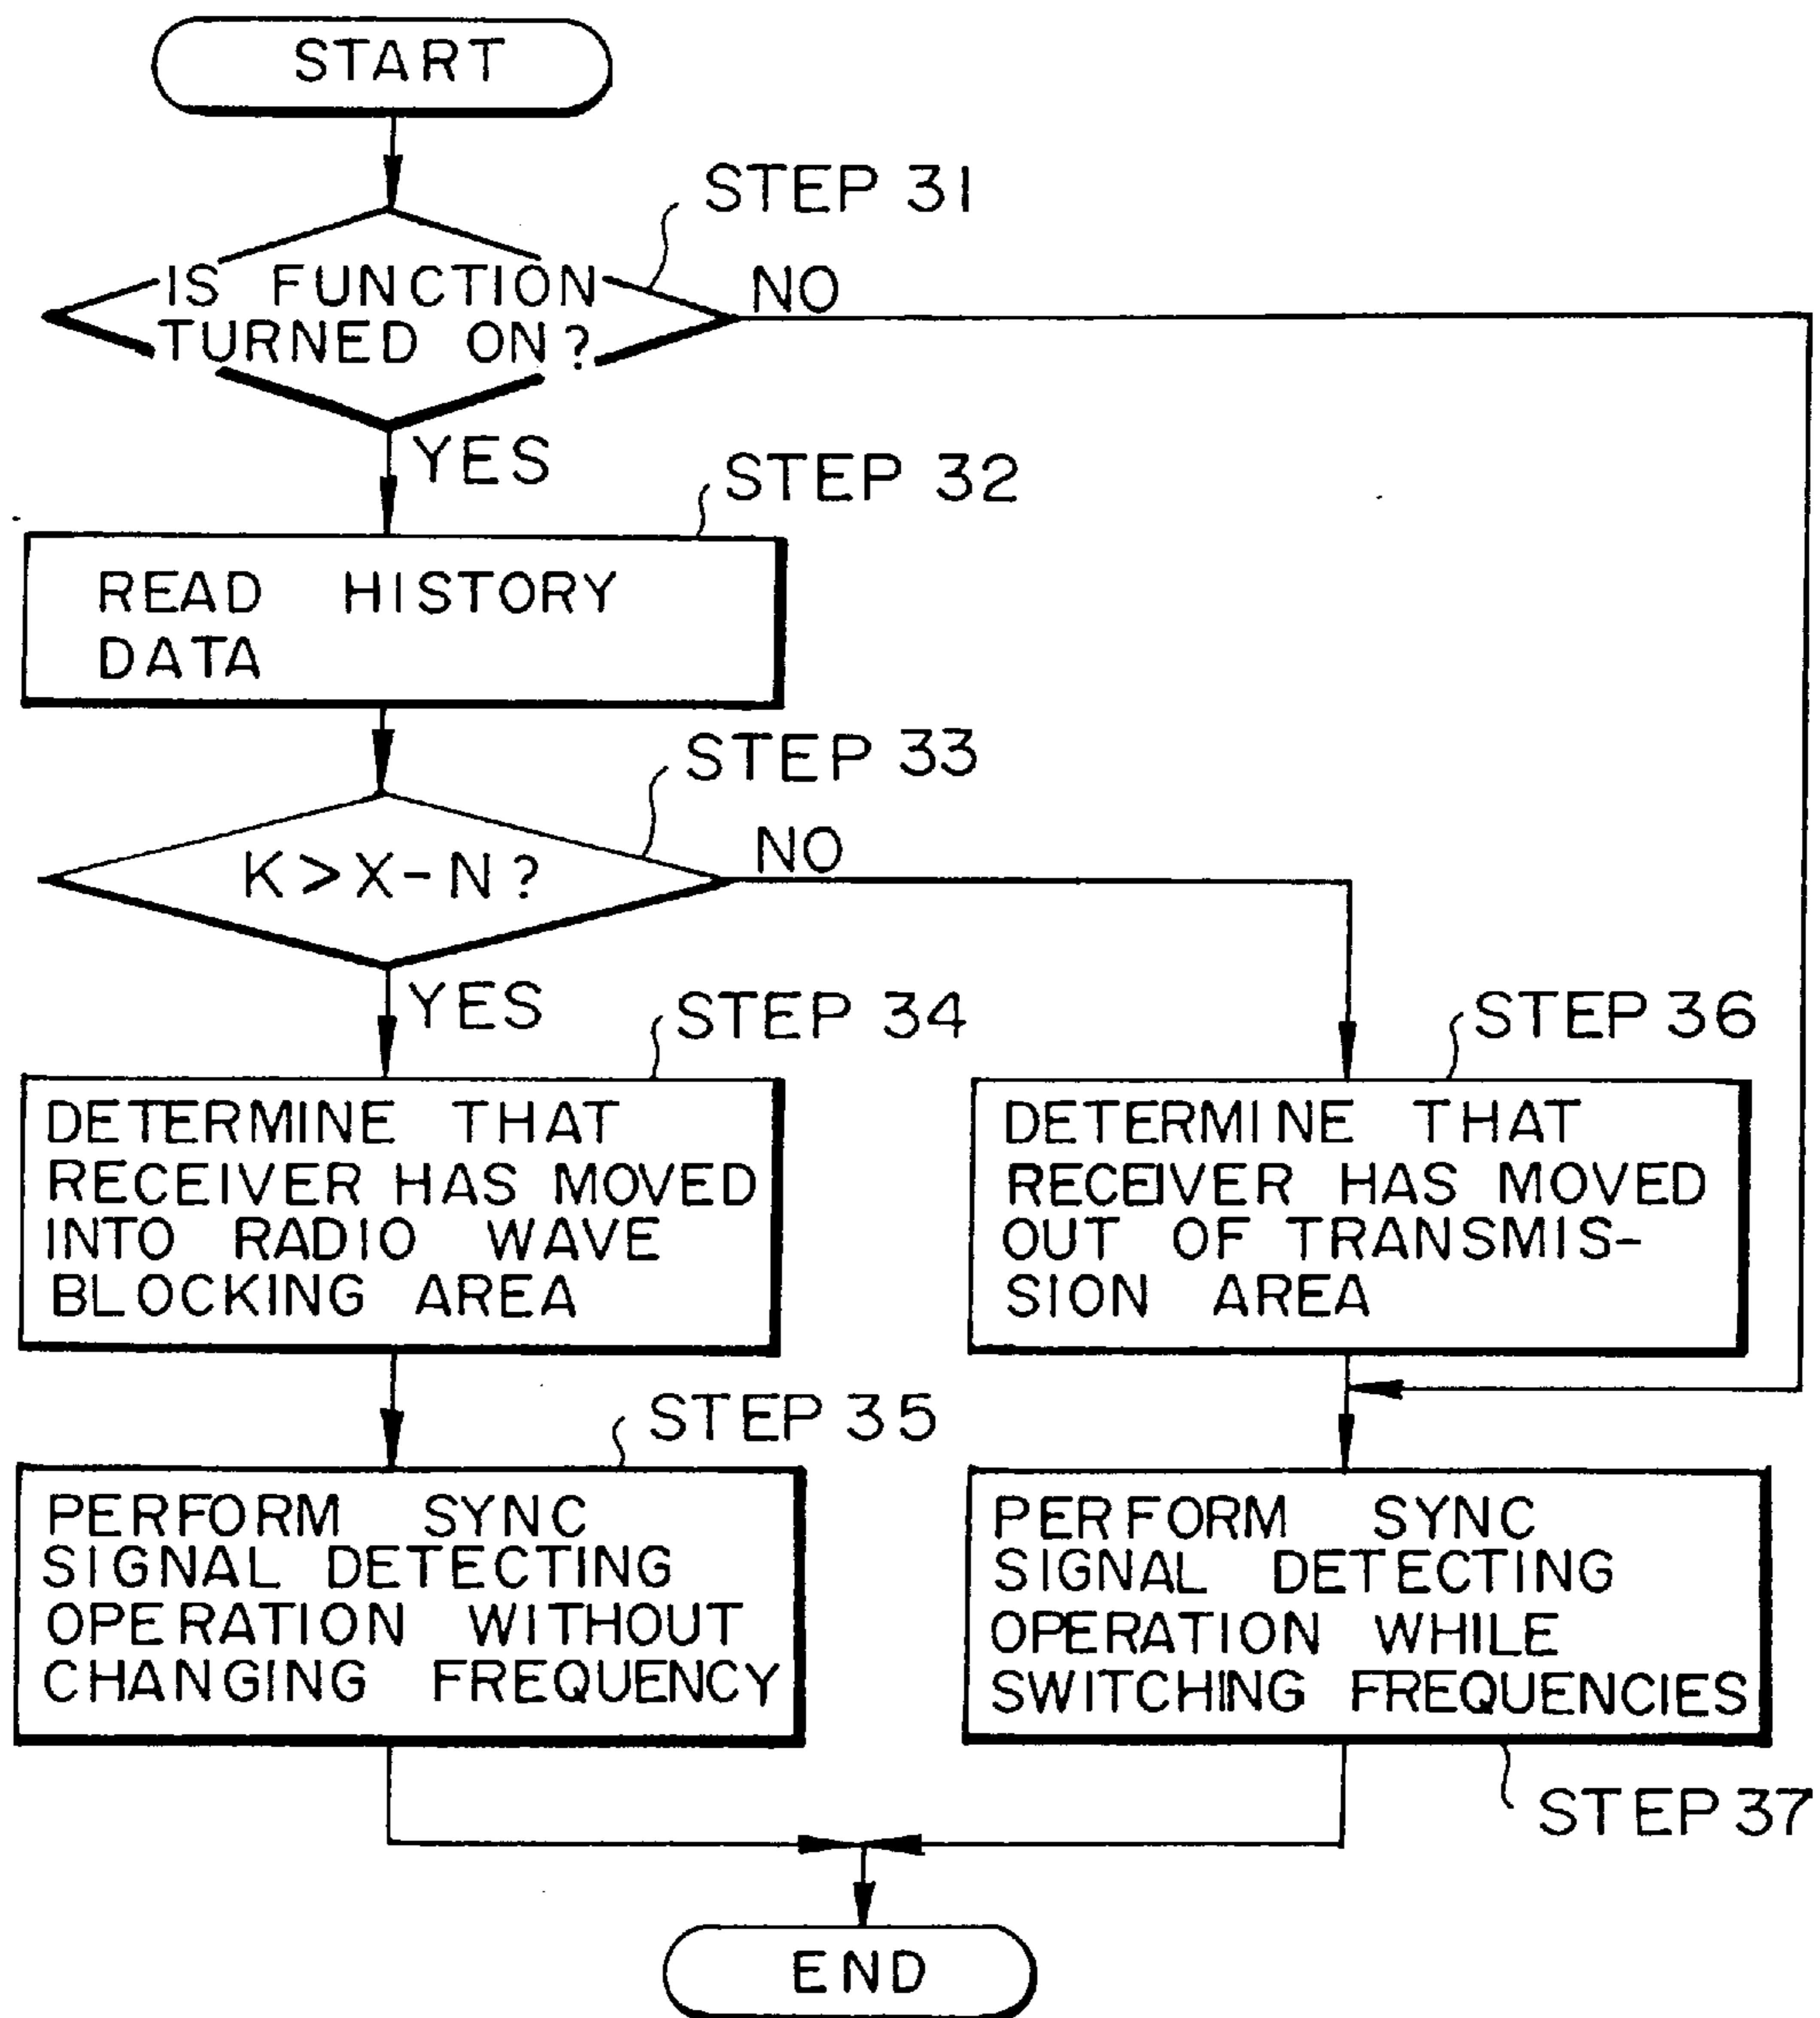 START
STEP 31
IS FUNCTION
TURNED ON?
NO
YES
STEP 32
READ HISTORY
DATA
STEP 33
K>X-N?
NO
YES
STEP 34
DETERMINE THAT
RECEIVER HAS MOVED
INTO RADIO WAVE
BLOCKING AREA
STEP 36
DETERMINE THAT
RECEIVER HAS MOVED
OUT OF TRANSMIS-
SION AREA
STEP 35
PERFORM SYNC
SIGNAL DETECTING
OPERATION WITHOUT
CHANGING FREQUENCY
PERFORM SYNC
SIGNAL DETECTING
OPERATION WHILE
SWITCHING FREQUENCIES
STEP 37
END